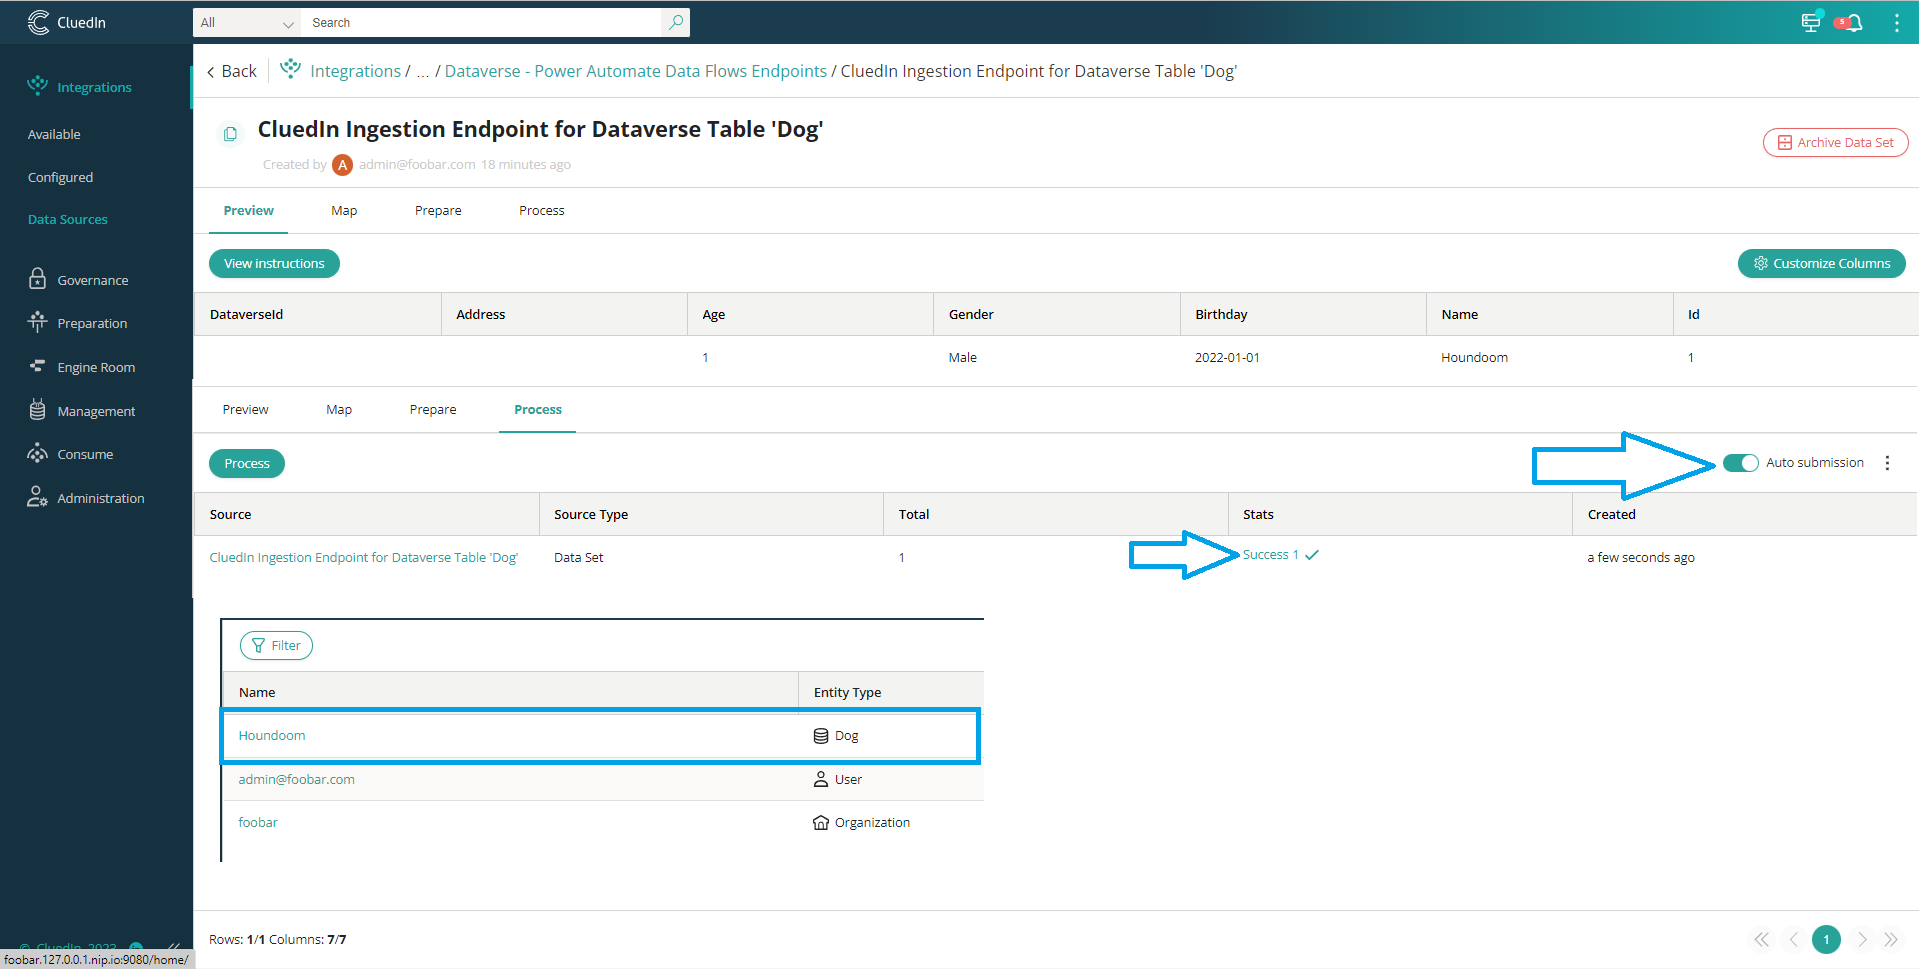 CluedIn
All
Search
5
Integrations
Available
Configured
Data Sources
Governance
Preparation
Engine Room
Management
Consume
Administration
Back
Integrations / ... / Dataverse - Power Automate Data Flows Endpoints / CluedIn Ingestion Endpoint for Dataverse Table 'Dog'
CluedIn Ingestion Endpoint for Dataverse Table 'Dog'
Created by A admin@foobar.com 18 minutes ago
Archive Data Set
Preview Map Prepare Process
View instructions
Customize Columns
DataverseId Address Age Gender Birthday Name Id
1 Male 2022-01-01 Houndoom 1
Preview Map Prepare Process
Process
Auto submission
Source Source Type Total Stats Created
CluedIn Ingestion Endpoint for Dataverse Table 'Dog' Data Set 1 Success 1 a few seconds ago
Filter
Name Entity Type
Houndoom Dog
admin@foobar.com User
foobar Organization
Rows: 1/1 Columns: 7/7
1
© CluedIn 2023
foobar.127.0.0.1.nip.io:9080/home/